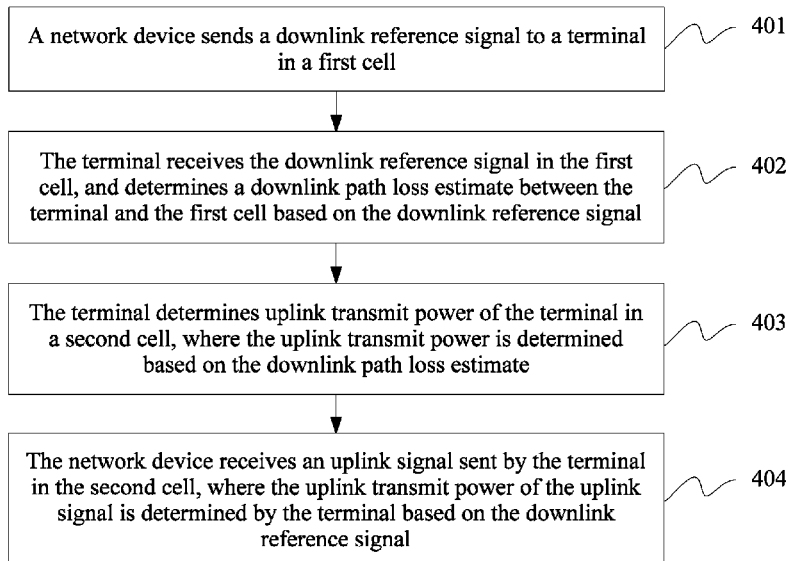 A network device sends a downlink reference signal to a terminal
in a first cell
401
The terminal receives the downlink reference signal in the first
cell, and determines a downlink path loss estimate between the
terminal and the first cell based on the downlink reference signal
402
The terminal determines uplink transmit power of the terminal in
a second cell, where the uplink transmit power is determined
based on the downlink path loss estimate
403
The network device receives an uplink signal sent by the terminal
in the second cell, where the uplink transmit power of the uplink
signal is determined by the terminal based on the downlink
reference signal
404